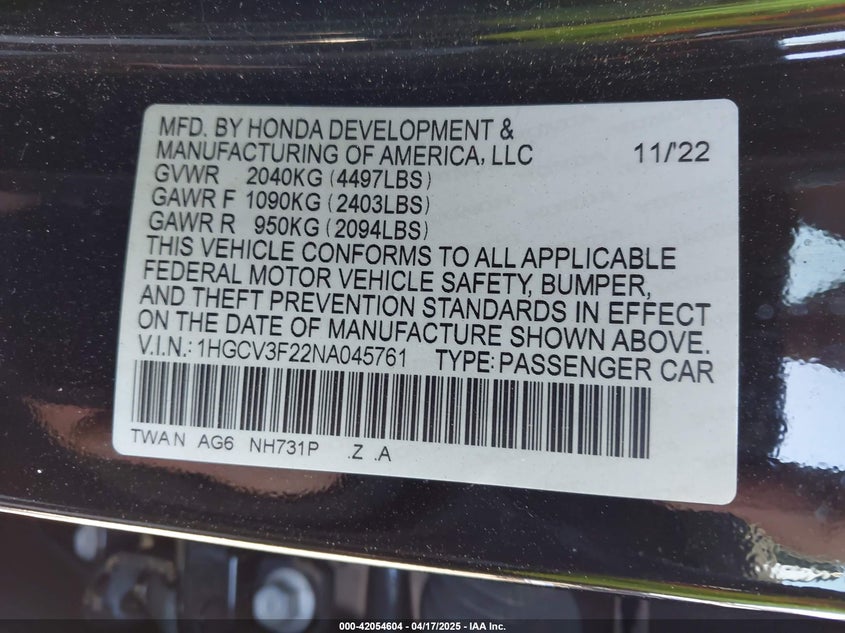 MFD. BY HONDA DEVELOPMENT &
MANUFACTURING OF AMERICA, LLC 11/'22
GVWR 2040KG (4497LBS)
GAWR F 1090KG (2403LBS)
GAWR R 950KG (2094LBS)
THIS VEHICLE CONFORMS TO ALL APPLICABLE
FEDERAL MOTOR VEHICLE SAFETY, BUMPER,
AND THEFT PREVENTION STANDARDS IN EFFECT
ON THE DATE OF MANUFACTURE SHOWN ABOVE.
V.I.N.: 1HGCV3F22NA045761 TYPE: PASSENGER CAR
TWA N AG6 NH731P .Z .A
000-42054604 | 04/17/2025 - IAA Inc.